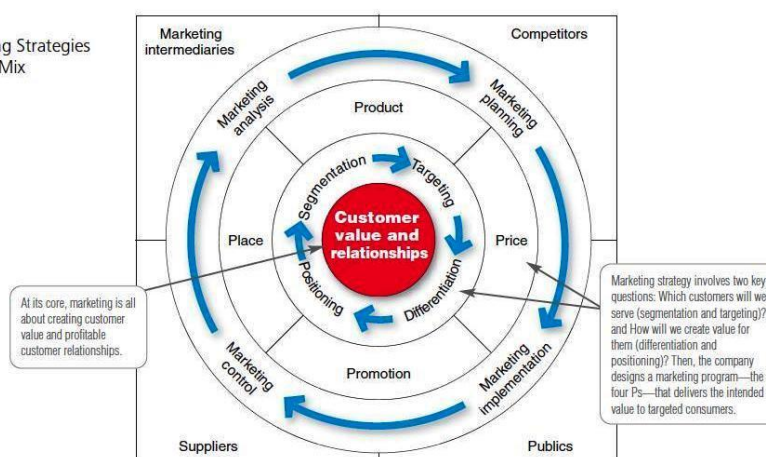 ng Strategies
Mix
Marketing
intermediaries
Competitors
Marketing
analysis
Marketing
planning
Product
Segmentation
Targeting
Customer
value and
relationships
Place
Price
Positioning
Differentiation
At its core, marketing is all
about creating customer
value and profitable
customer relationships.
Marketing strategy involves two key
questions: Which customers will we
serve (segmentation and targeting)?
and How will we create value for
them (differentiation and
positioning)? Then, the company
designs a marketing program—the
four Ps—that delivers the intended
value to targeted consumers.
Marketing
control
Promotion
Marketing
implementation
Suppliers
Publics